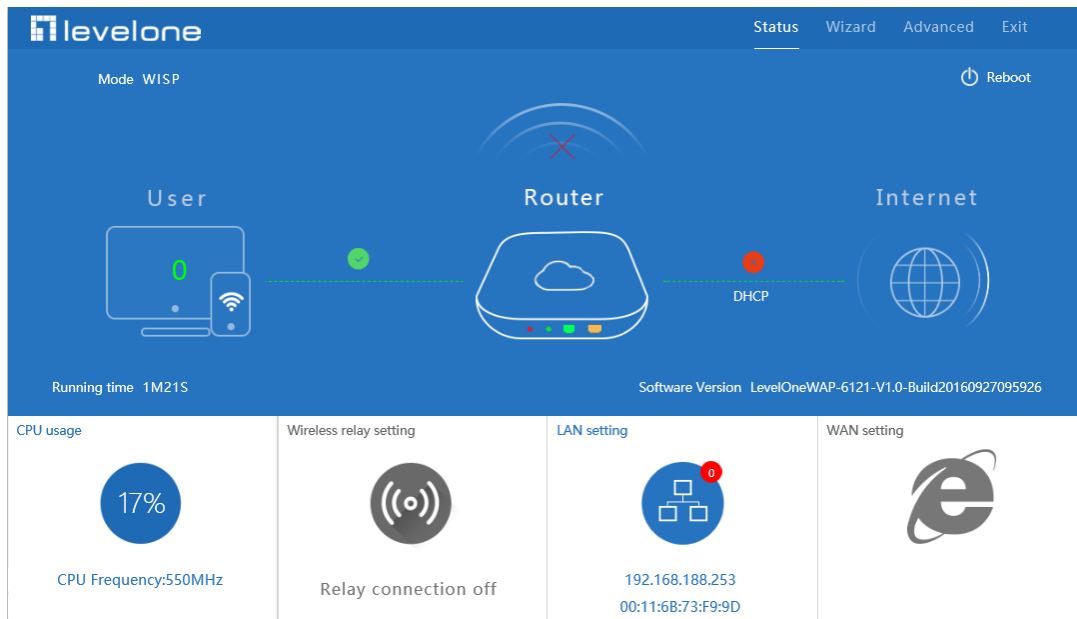 levelone
Status Wizard Advanced Exit
Mode WISP
Reboot
User Router Internet
0
DHCP
Running time 1M21S
Software Version LevelOneWAP-6121-V1.0-Build20160927095926
CPU usage
Wireless relay setting
LAN setting
WAN setting
17%
0
CPU Frequency:550MHz
Relay connection off
192.168.188.253
00:11:6B:73:F9:9D